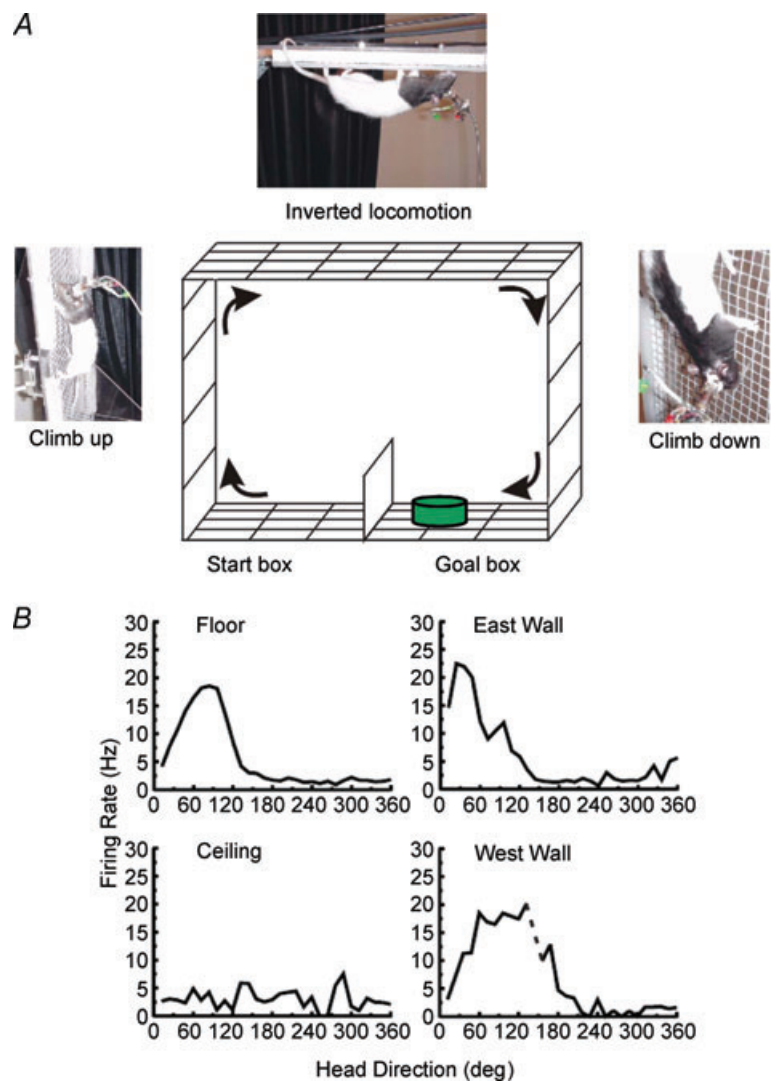 A
Inverted locomotion
Climb up
Climb down
Start box
Goal box
B
Floor
East Wall
30
25
20
15
10
5
0
0 60 120 180 240 300 360
30
25
20
15
10
5
0
0 60 120 180 240 300 360
Firing Rate (Hz)
Ceiling
West Wall
30
25
20
15
10
5
0
0 60 120 180 240 300 360
30
25
20
15
10
5
0
0 60 120 180 240 300 360
Head Direction (deg)